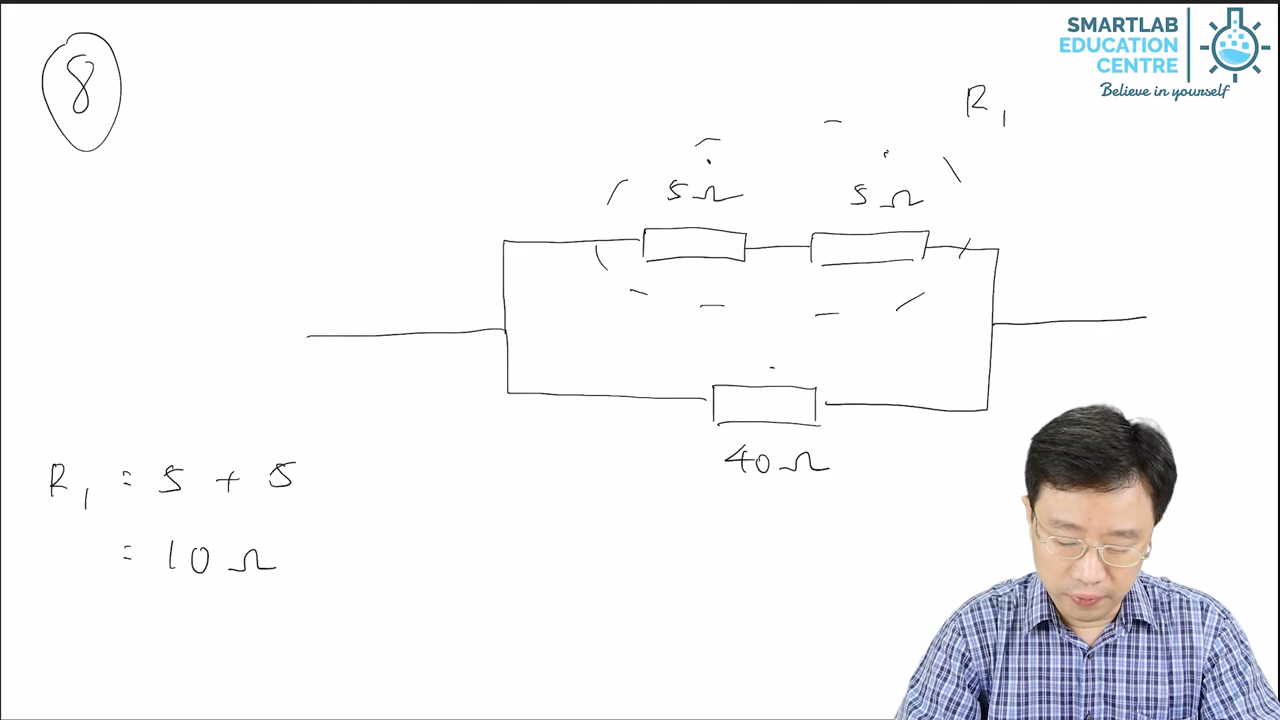 8
SMARTLAB
EDUCATION
CENTRE
Believe in yourself
R₁
5Ω 5Ω
40Ω
R₁ = 5 + 5
= 10Ω